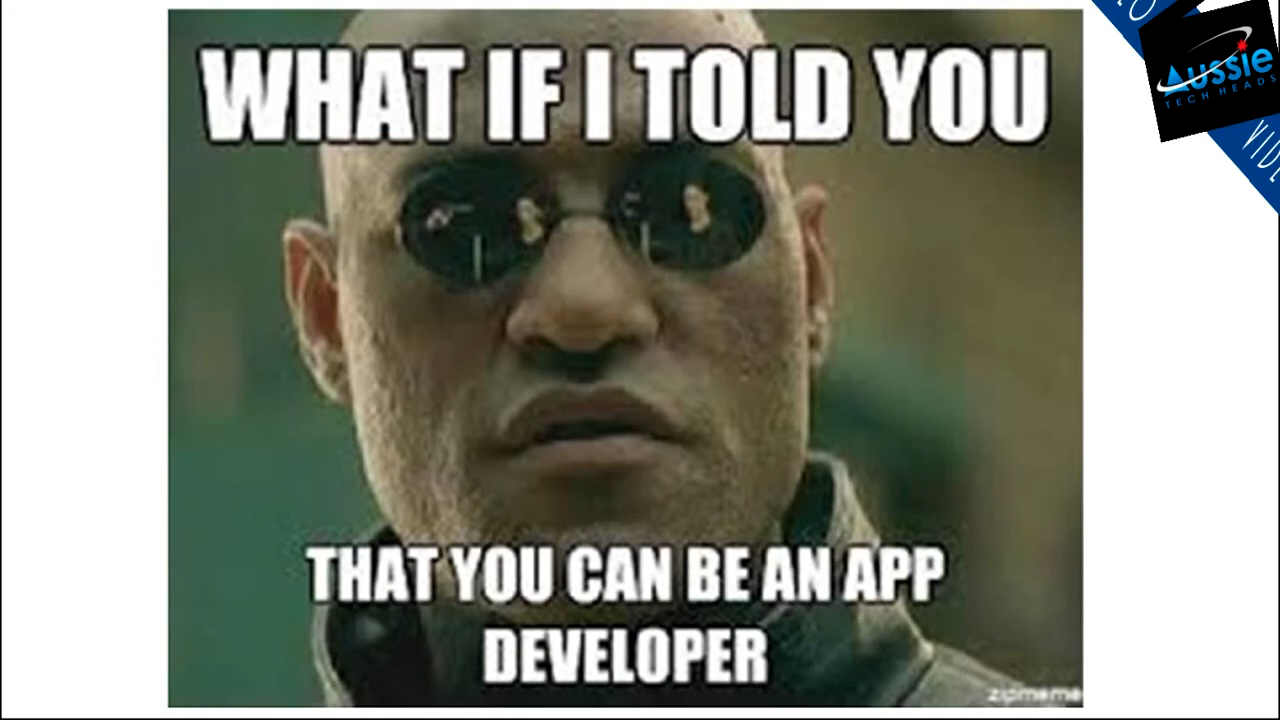 WHAT IF I TOLD YOU
THAT YOU CAN BE AN APP
DEVELOPER
zipmeme
Aussie
TECH HEADS